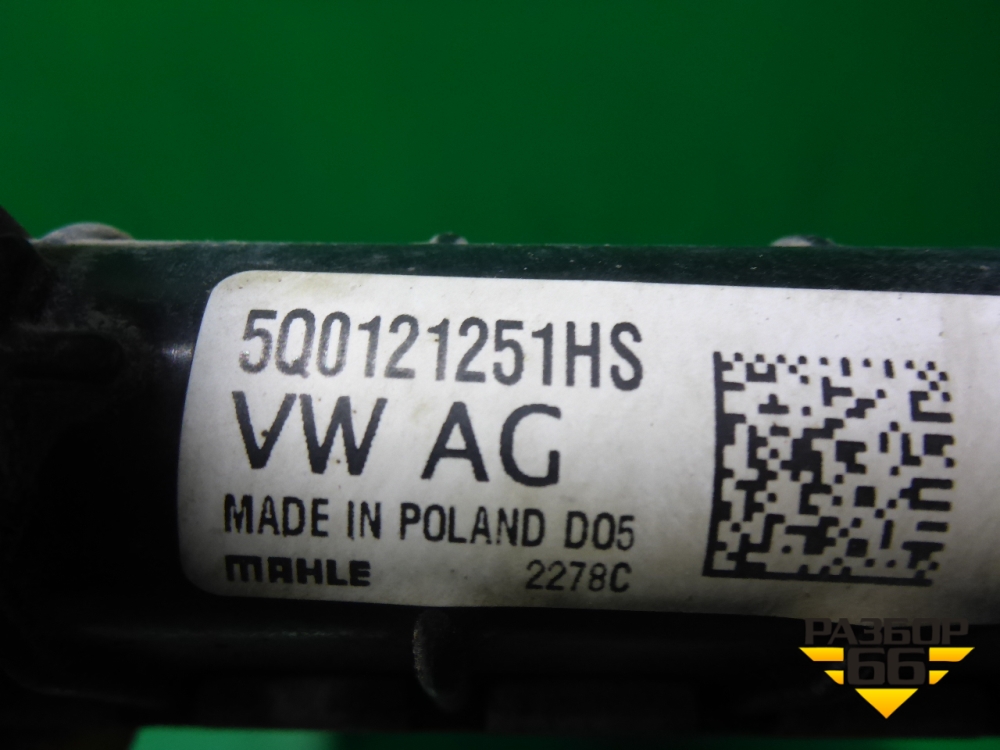 5Q0121251HS
VW AG
MADE IN POLAND D05
MAHLE 2278C
РАЗБОР
66